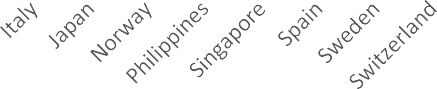 Italy
Japan
Norway
Philippines
Singapore
Spain
Sweden
Switzerland